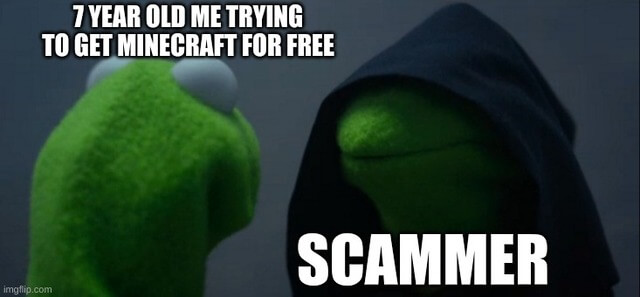 7 YEAR OLD ME TRYING
TO GET MINECRAFT FOR FREE
SCAMMER
imgflip.com